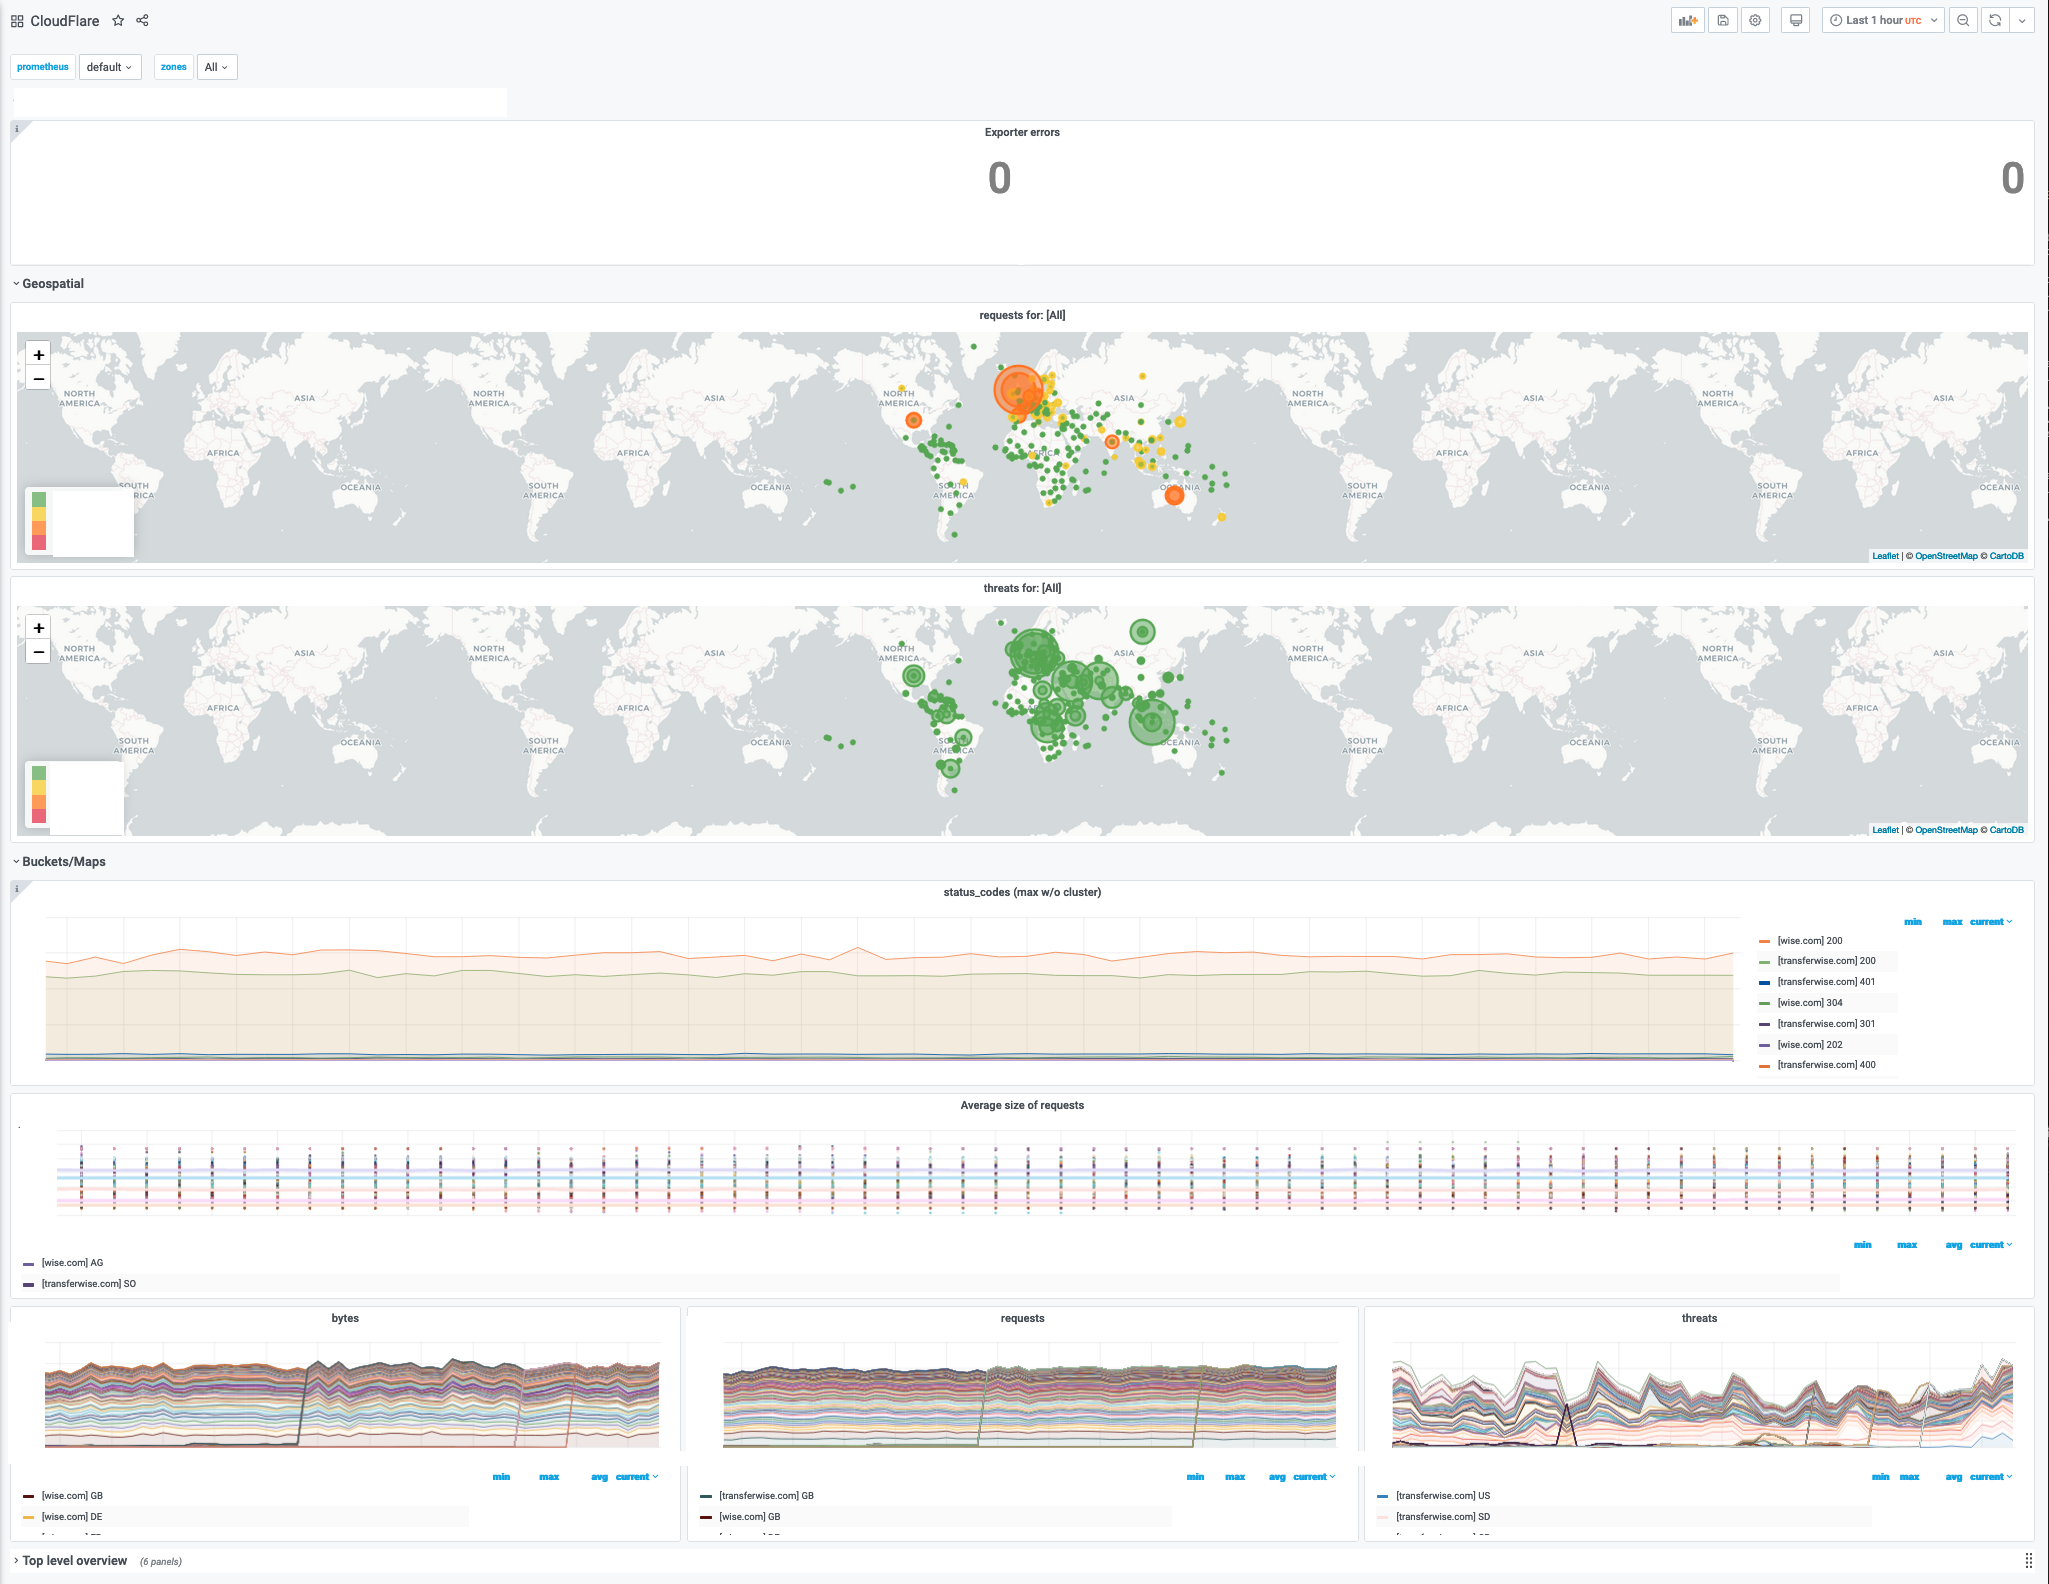 CloudFlare
Last 1 hour UTC
prometheus default zones All
i
Exporter errors
0 0
Geospatial
requests for: [All]
+
−
NORTH AMERICA ASIA NORTH AMERICA ASIA NORTH AMERICA ASIA NORTH AMERICA ASIA NORTH AMERICA ASIA
AFRICA AFRICA AFRICA AFRICA AFRICA
SOUTH AMERICA OCEANIA SOUTH AMERICA OCEANIA SOUTH AMERICA OCEANIA SOUTH AMERICA OCEANIA
Leaflet | © OpenStreetMap © CartoDB
threats for: [All]
+
−
NORTH AMERICA ASIA NORTH AMERICA ASIA NORTH AMERICA ASIA NORTH AMERICA ASIA NORTH AMERICA ASIA
AFRICA AFRICA AFRICA AFRICA
SOUTH AMERICA OCEANIA SOUTH AMERICA OCEANIA SOUTH AMERICA OCEANIA SOUTH AMERICA OCEANIA SOUTH AMERICA OCEANIA
Leaflet | © OpenStreetMap © CartoDB
Buckets/Maps
i
status_codes (max w/o cluster)
min max current
[wise.com] 200
[transferwise.com] 200
[transferwise.com] 401
[wise.com] 304
[transferwise.com] 301
[wise.com] 202
[transferwise.com] 400
Average size of requests
min max avg current
[wise.com] AG
[transferwise.com] SO
bytes
min max avg current
[wise.com] GB
[wise.com] DE
requests
min max avg current
[transferwise.com] GB
[wise.com] GB
threats
min max avg current
[transferwise.com] US
[transferwise.com] SD
Top level overview (6 panels)